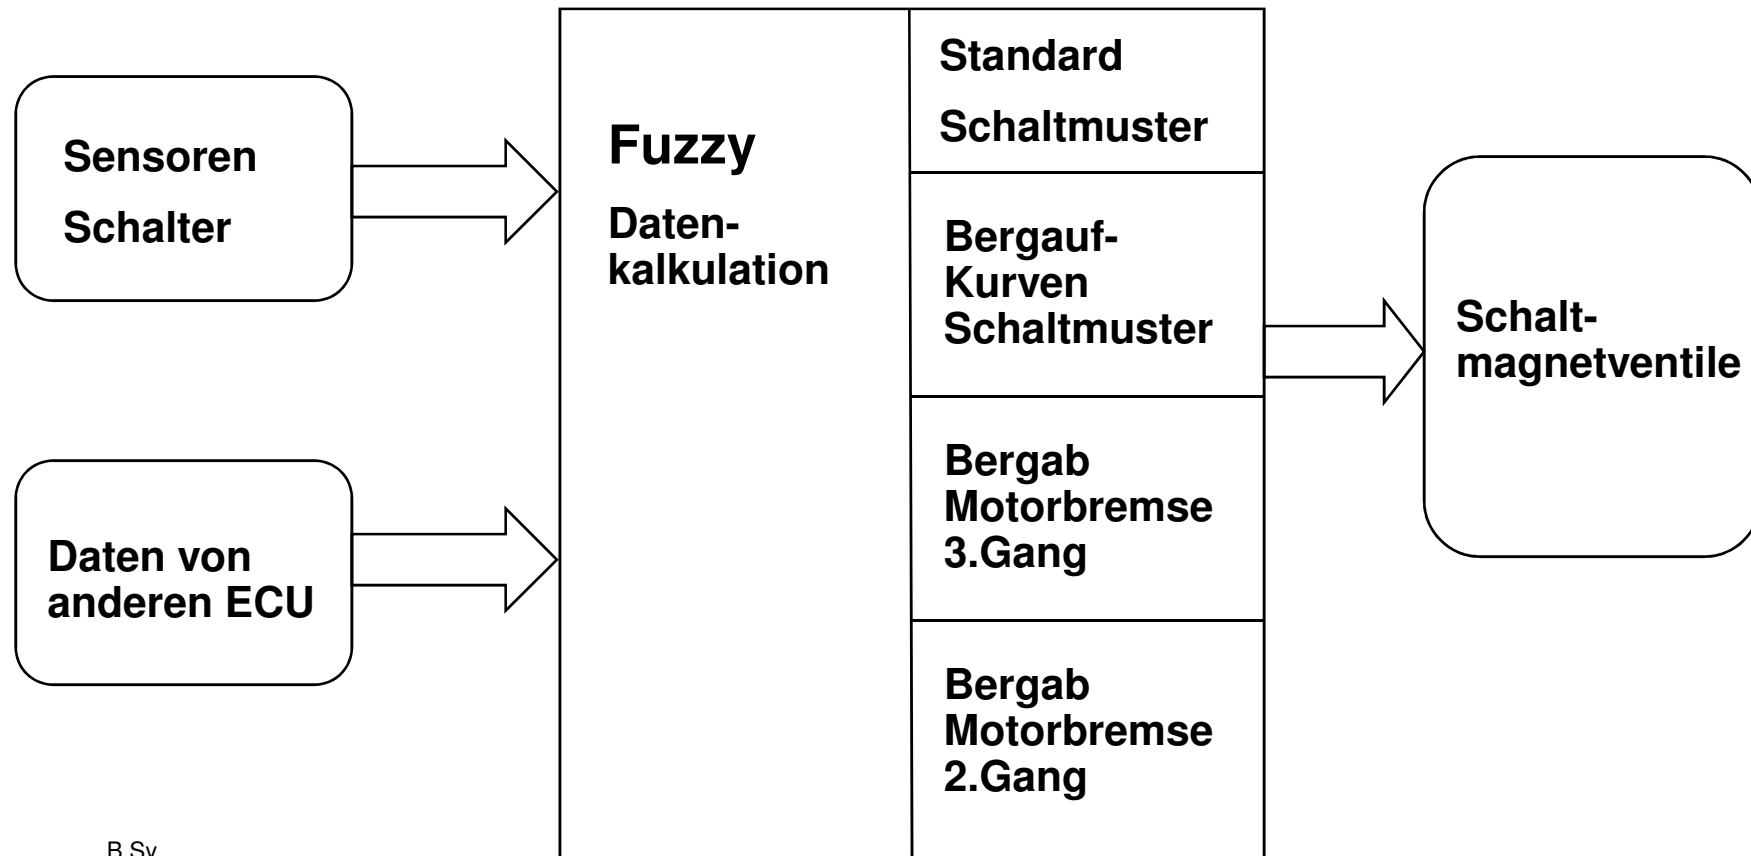 Sensoren
Schalter
Daten von
anderen ECU
Fuzzy
Daten-
kalkulation
Standard
Schaltmuster
Bergauf-
Kurven
Schaltmuster
Bergab
Motorbremse
3.Gang
Bergab
Motorbremse
2.Gang
Schalt-
magnetventile
B.Sv